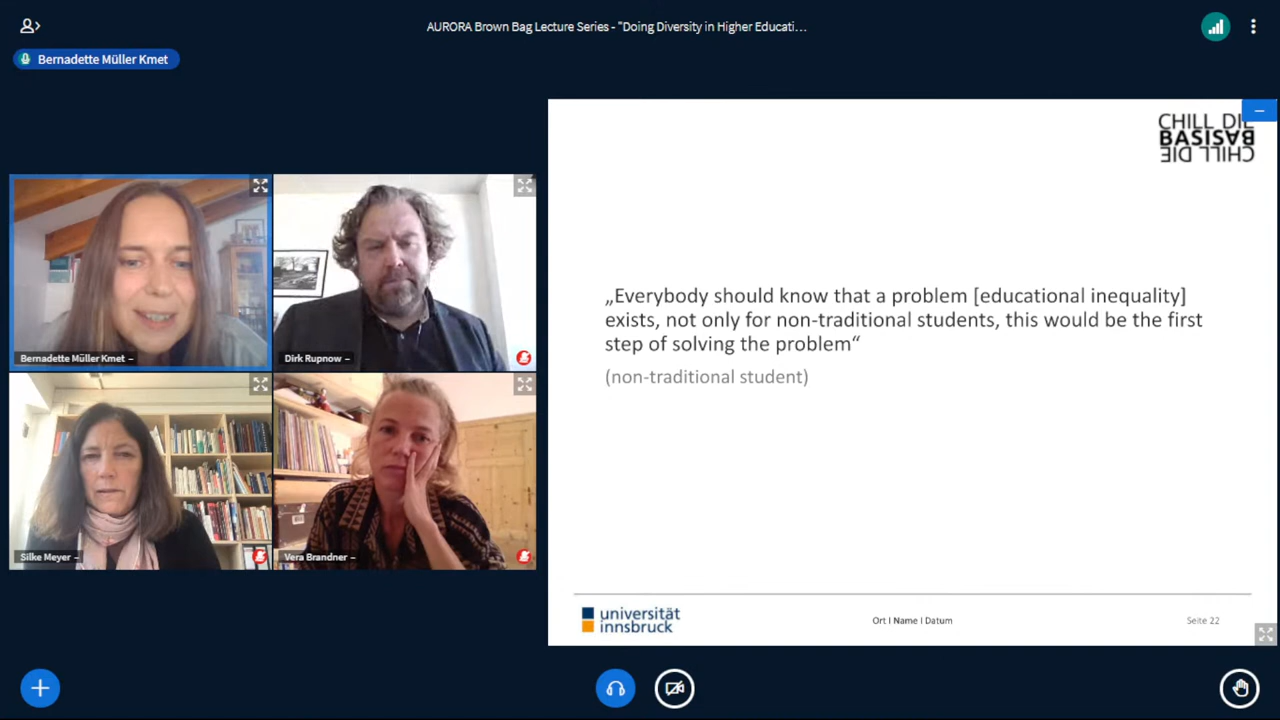 AURORA Brown Bag Lecture Series - "Doing Diversity in Higher Educati...
Bernadette Müller Kmet
Bernadette Müller Kmet
Dirk Rupnow
Silke Meyer
Vera Brandner
CHILL DIE
BASISVB
CHILL DIE
„Everybody should know that a problem [educational inequality]
exists, not only for non-traditional students, this would be the first
step of solving the problem“
(non-traditional student)
universität
innsbruck
Ort I Name I Datum
Seite 22